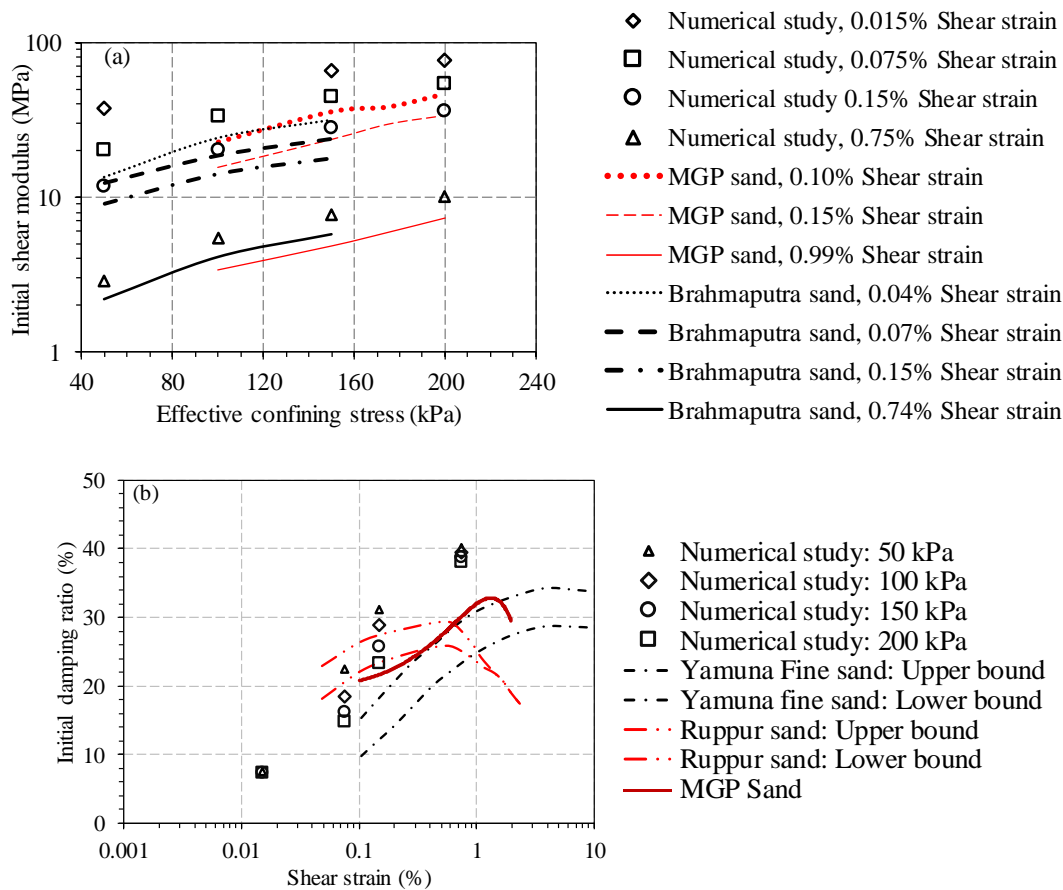 (a)
Initial shear modulus (MPa)
100
10
1
40 80 120 160 200 240
Effective confining stress (kPa)
Numerical study, 0.015% Shear strain
Numerical study, 0.075% Shear strain
Numerical study 0.15% Shear strain
Numerical study, 0.75% Shear strain
MGP sand, 0.10% Shear strain
MGP sand, 0.15% Shear strain
MGP sand, 0.99% Shear strain
Brahmaputra sand, 0.04% Shear strain
Brahmaputra sand, 0.07% Shear strain
Brahmaputra sand, 0.15% Shear strain
Brahmaputra sand, 0.74% Shear strain
(b)
Initial damping ratio (%)
50
40
30
20
10
0
0.001 0.01 0.1 1 10
Shear strain (%)
Numerical study: 50 kPa
Numerical study: 100 kPa
Numerical study: 150 kPa
Numerical study: 200 kPa
Yamuna Fine sand: Upper bound
Yamuna fine sand: Lower bound
Ruppur sand: Upper bound
Ruppur sand: Lower bound
MGP Sand